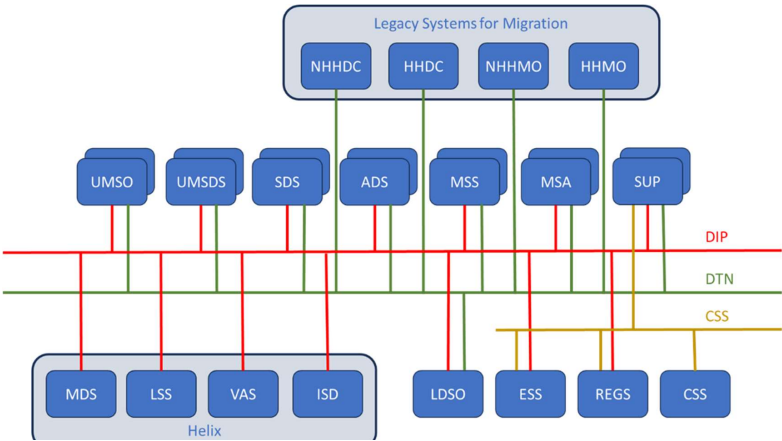 Legacy Systems for Migration
NHHDC HHDC NHHMO HHMO
UMSO UMSDS SDS ADS MSS MSA SUP
DIP
DTN
CSS
MDS LSS VAS ISD LDSO ESS REGS CSS
Helix